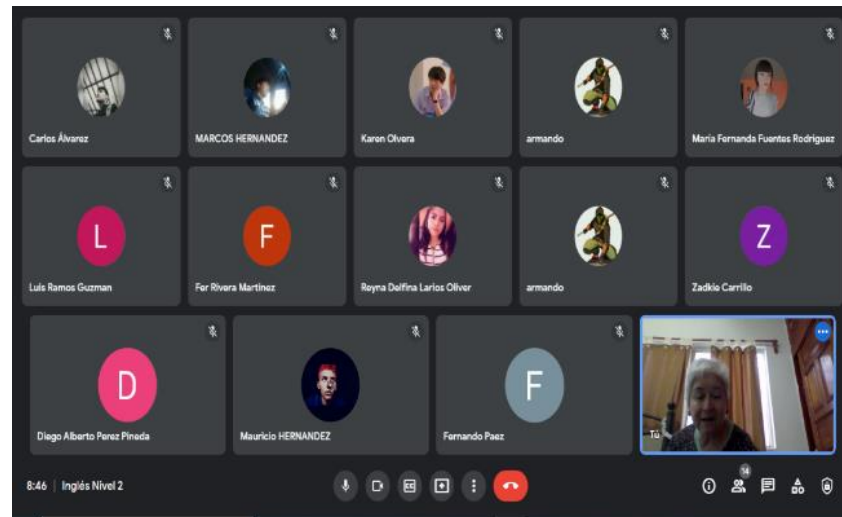 Carlos Álvarez
MARCOS HERNANDEZ
Karen Olvera
armando
María Fernanda Fuentes Rodriguez
L
F
Z
Luis Ramos Guzman
Fer Rivera Martinez
Reyna Delfina Larios Oliver
armando
Zadkie Carrillo
D
F
Diego Alberto Perez Pineda
Mauricio HERNANDEZ
Fernando Paez
Tú
8:46 | Inglés Nivel 2
CC
14